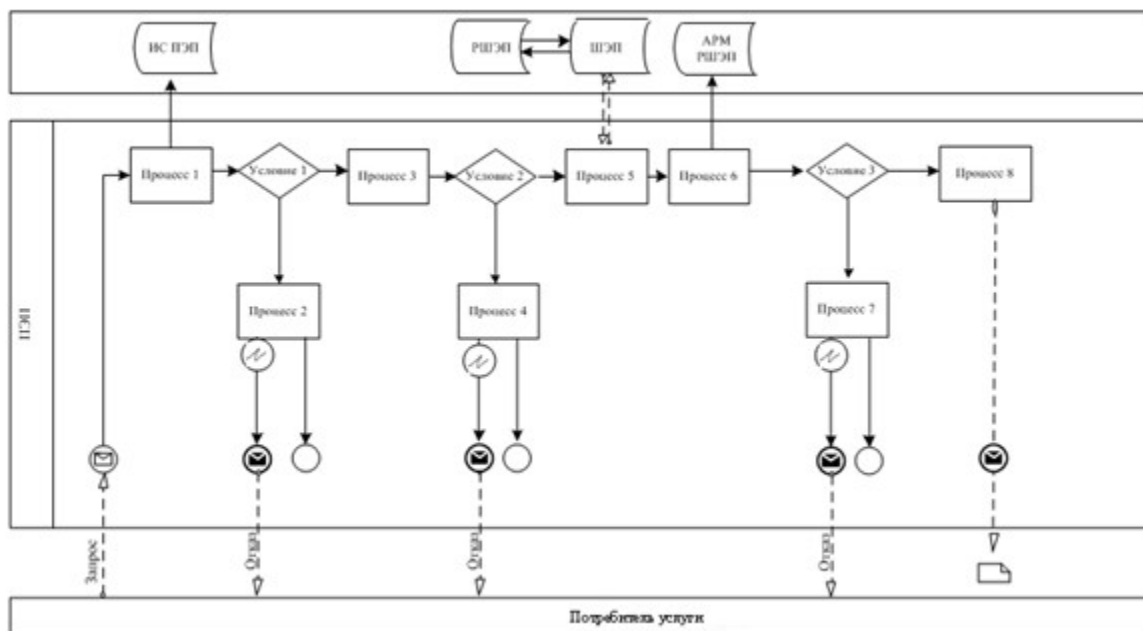 ИС ПЭП
РШЭП
ШЭП
АРМ
РШЭП
Процесс 1
Условие 1
Процесс 3
Условие 2
Процесс 5
Процесс 6
Условие 3
Процесс 8
Процесс 2
Процесс 4
Процесс 7
Запрос
Отказ
Отказ
Отказ
Потребитель услуги